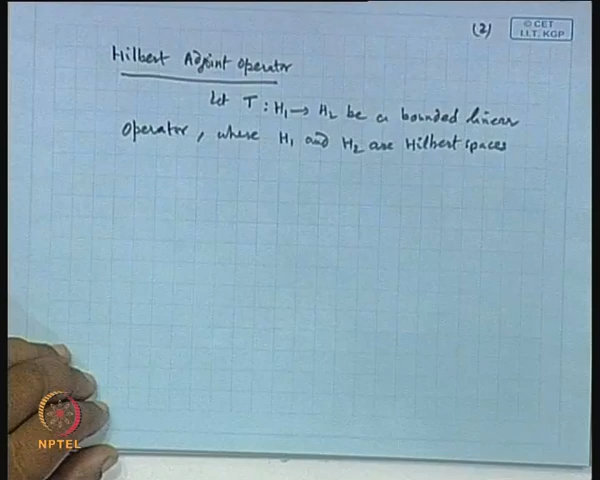 (2)
© CET
I.I.T. KGP
Hilbert Adjoint Operator
Let T : H₁ → H₂ be a bounded linear
operator, where H₁ and H₂ are Hilbert spaces
NPTEL